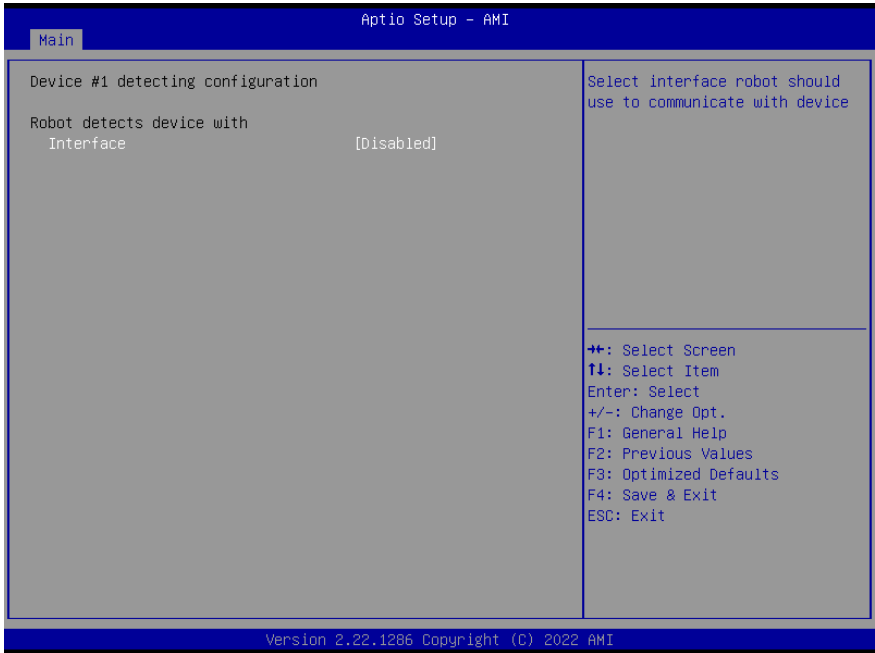 Aptio Setup – AMI
Main
Device #1 detecting configuration
Robot detects device with
Interface [Disabled]
Select interface robot should
use to communicate with device
→←: Select Screen
↑↓: Select Item
Enter: Select
+/-: Change Opt.
F1: General Help
F2: Previous Values
F3: Optimized Defaults
F4: Save & Exit
ESC: Exit
Version 2.22.1286 Copyright (C) 2022 AMI